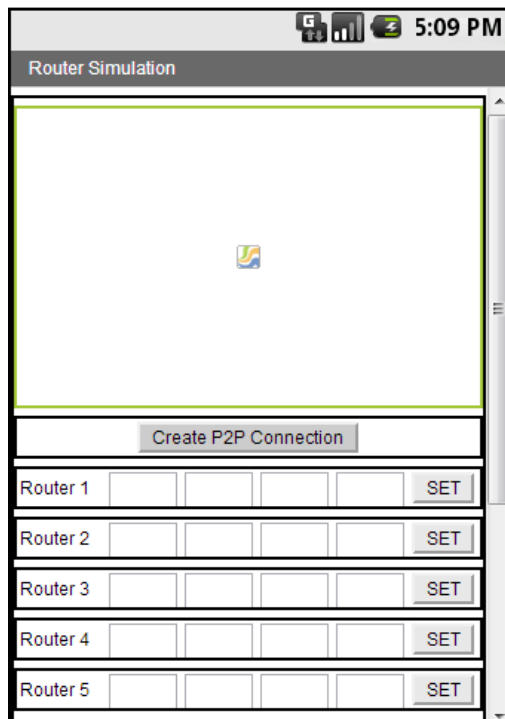 G 5:09 PM
Router Simulation
Create P2P Connection
Router 1 SET
Router 2 SET
Router 3 SET
Router 4 SET
Router 5 SET